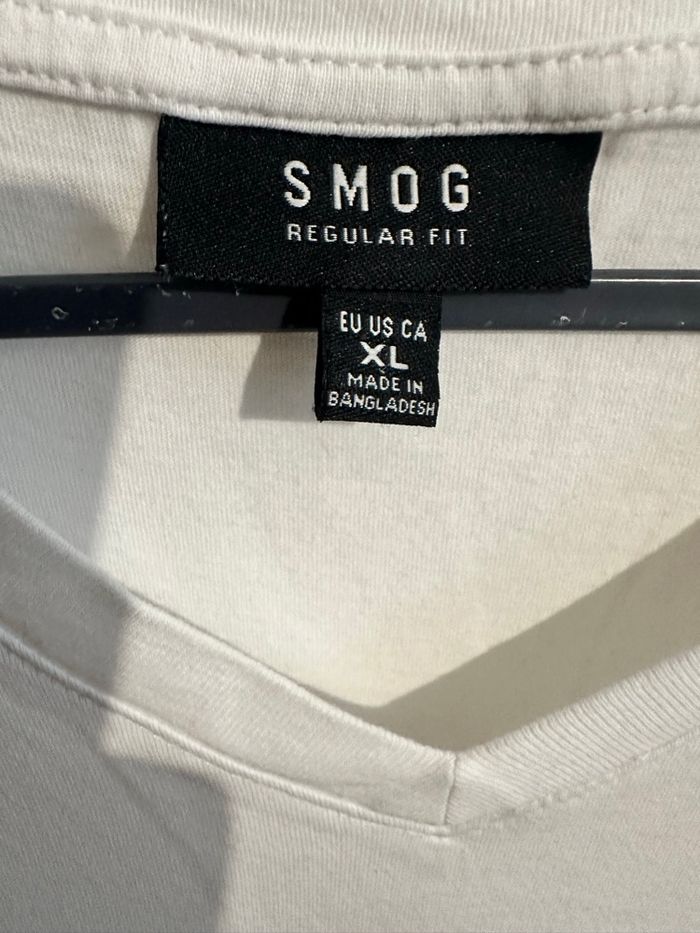 SMOG
REGULAR FIT
EU US CA
XL
MADE IN
BANGLADESH